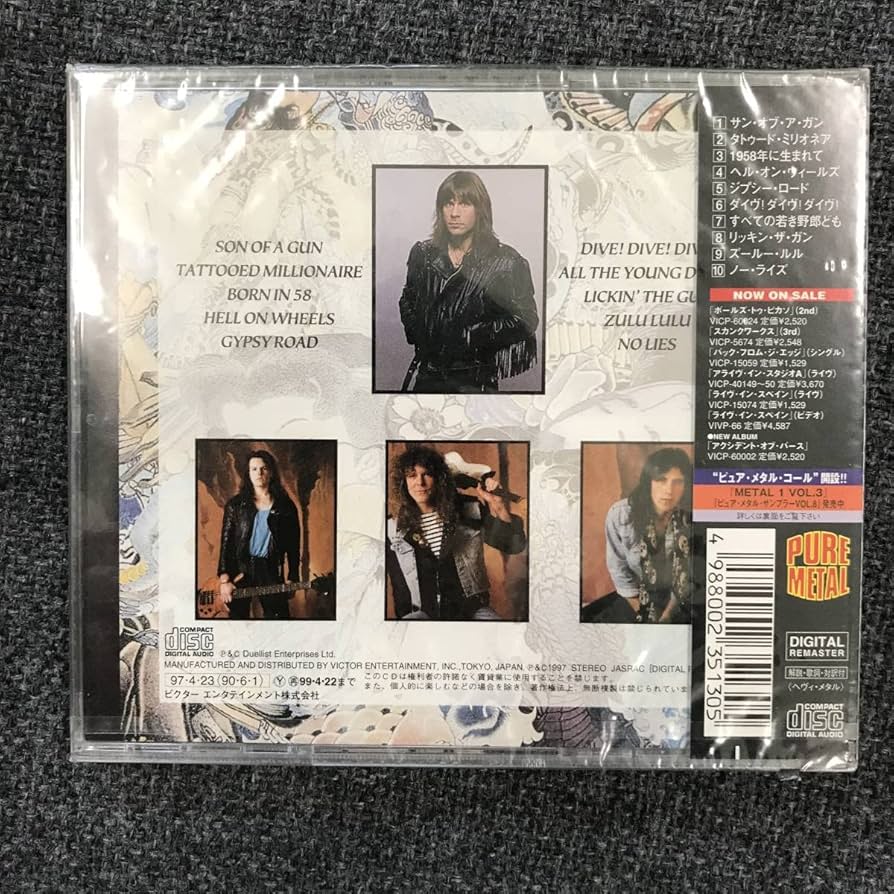 SON OF A GUN
TATTOOED MILLIONAIRE
BORN IN 58
HELL ON WHEELS
GYPSY ROAD
DIVE! DIVE! DIV
ALL THE YOUNG D
LICKIN' THE GU
ZULU LULU
NO LIES
1 サン・オブ・ア・ガン
2 タトゥード・ミリオネア
3 1958年に生まれて
4 ヘル・オン・ウィールズ
5 ジプシー・ロード
6 ダイヴ!ダイヴ!ダイヴ!
7 すべての若き野郎ども
8 リッキン・ザ・ガン
9 ズールー・ルル
10 ノー・ライズ
NOW ON SALE
「ボールズ・トゥ・ピカソ」(2nd)
VICP-60024 定価¥2,520
「スカンクワークス」(3rd)
VICP-5674 定価¥2,548
「バック・フロム・ジ・エッジ」(シングル)
VICP-15059 定価¥1,529
「アライヴ・イン・スタジオA」(ライヴ)
VICP-40149~50 定価¥3,670
「ライヴ・イン・スペイン」(ライヴ)
VICP-15074 定価¥1,529
「ライヴ・イン・スペイン」(ビデオ)
VIVP-66 定価¥4,587
●NEW ALBUM
「アクシデント・オブ・バース」
VICP-60002 定価¥2,520
"ピュア・メタル・コール"開設!!
「METAL 1 VOL.3」
「ピュア・メタル・サンプラーVOL.8」発売中
詳しくは裏面をご覧下さい
4 988002 351305
PURE
METAL
DIGITAL
REMASTER
解説・歌詞・対訳付
(ヘヴィ・メタル)
COMPACT
disc
DIGITAL AUDIO
COMPACT
disc
DIGITAL AUDIO
℗&C Duellist Enterprises Ltd.
MANUFACTURED AND DISTRIBUTED BY VICTOR ENTERTAINMENT, INC.,TOKYO, JAPAN, ℗&C1997 STEREO JASRAC (DIGITAL R
97・4・23(90・6・1) Ⓨ 再99・4・22まで
ビクター エンタテインメント株式会社
このCDは権利者の許諾なく賃貸業に使用することを禁じます。
また、個人的に楽しむなどの場合を除き、著作権法上、無断複製は禁じられていま